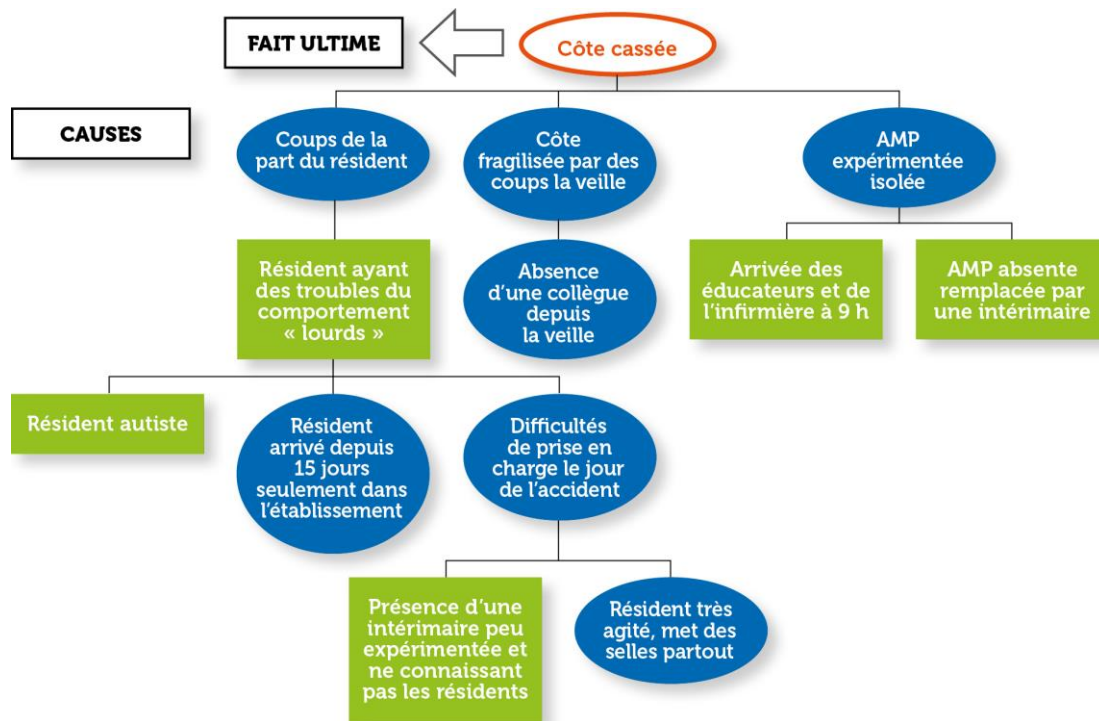 FAIT ULTIME
Côte cassée
CAUSES
Coups de la
part du résident
Côte
fragilisée par des
coups la veille
AMP
expérimentée
isolée
Résident ayant
des troubles du
comportement
« lourds »
Absence
d’une collègue
depuis
la veille
Arrivée des
éducateurs et de
l’infirmière à 9 h
AMP absente
remplacée par
une intérimaire
Résident autiste
Résident
arrivé depuis
15 jours
seulement dans
l’établissement
Difficultés
de prise en
charge le jour
de l’accident
Présence d’une
intérimaire peu
expérimentée et
ne connaissant
pas les résidents
Résident très
agité, met des
selles partout